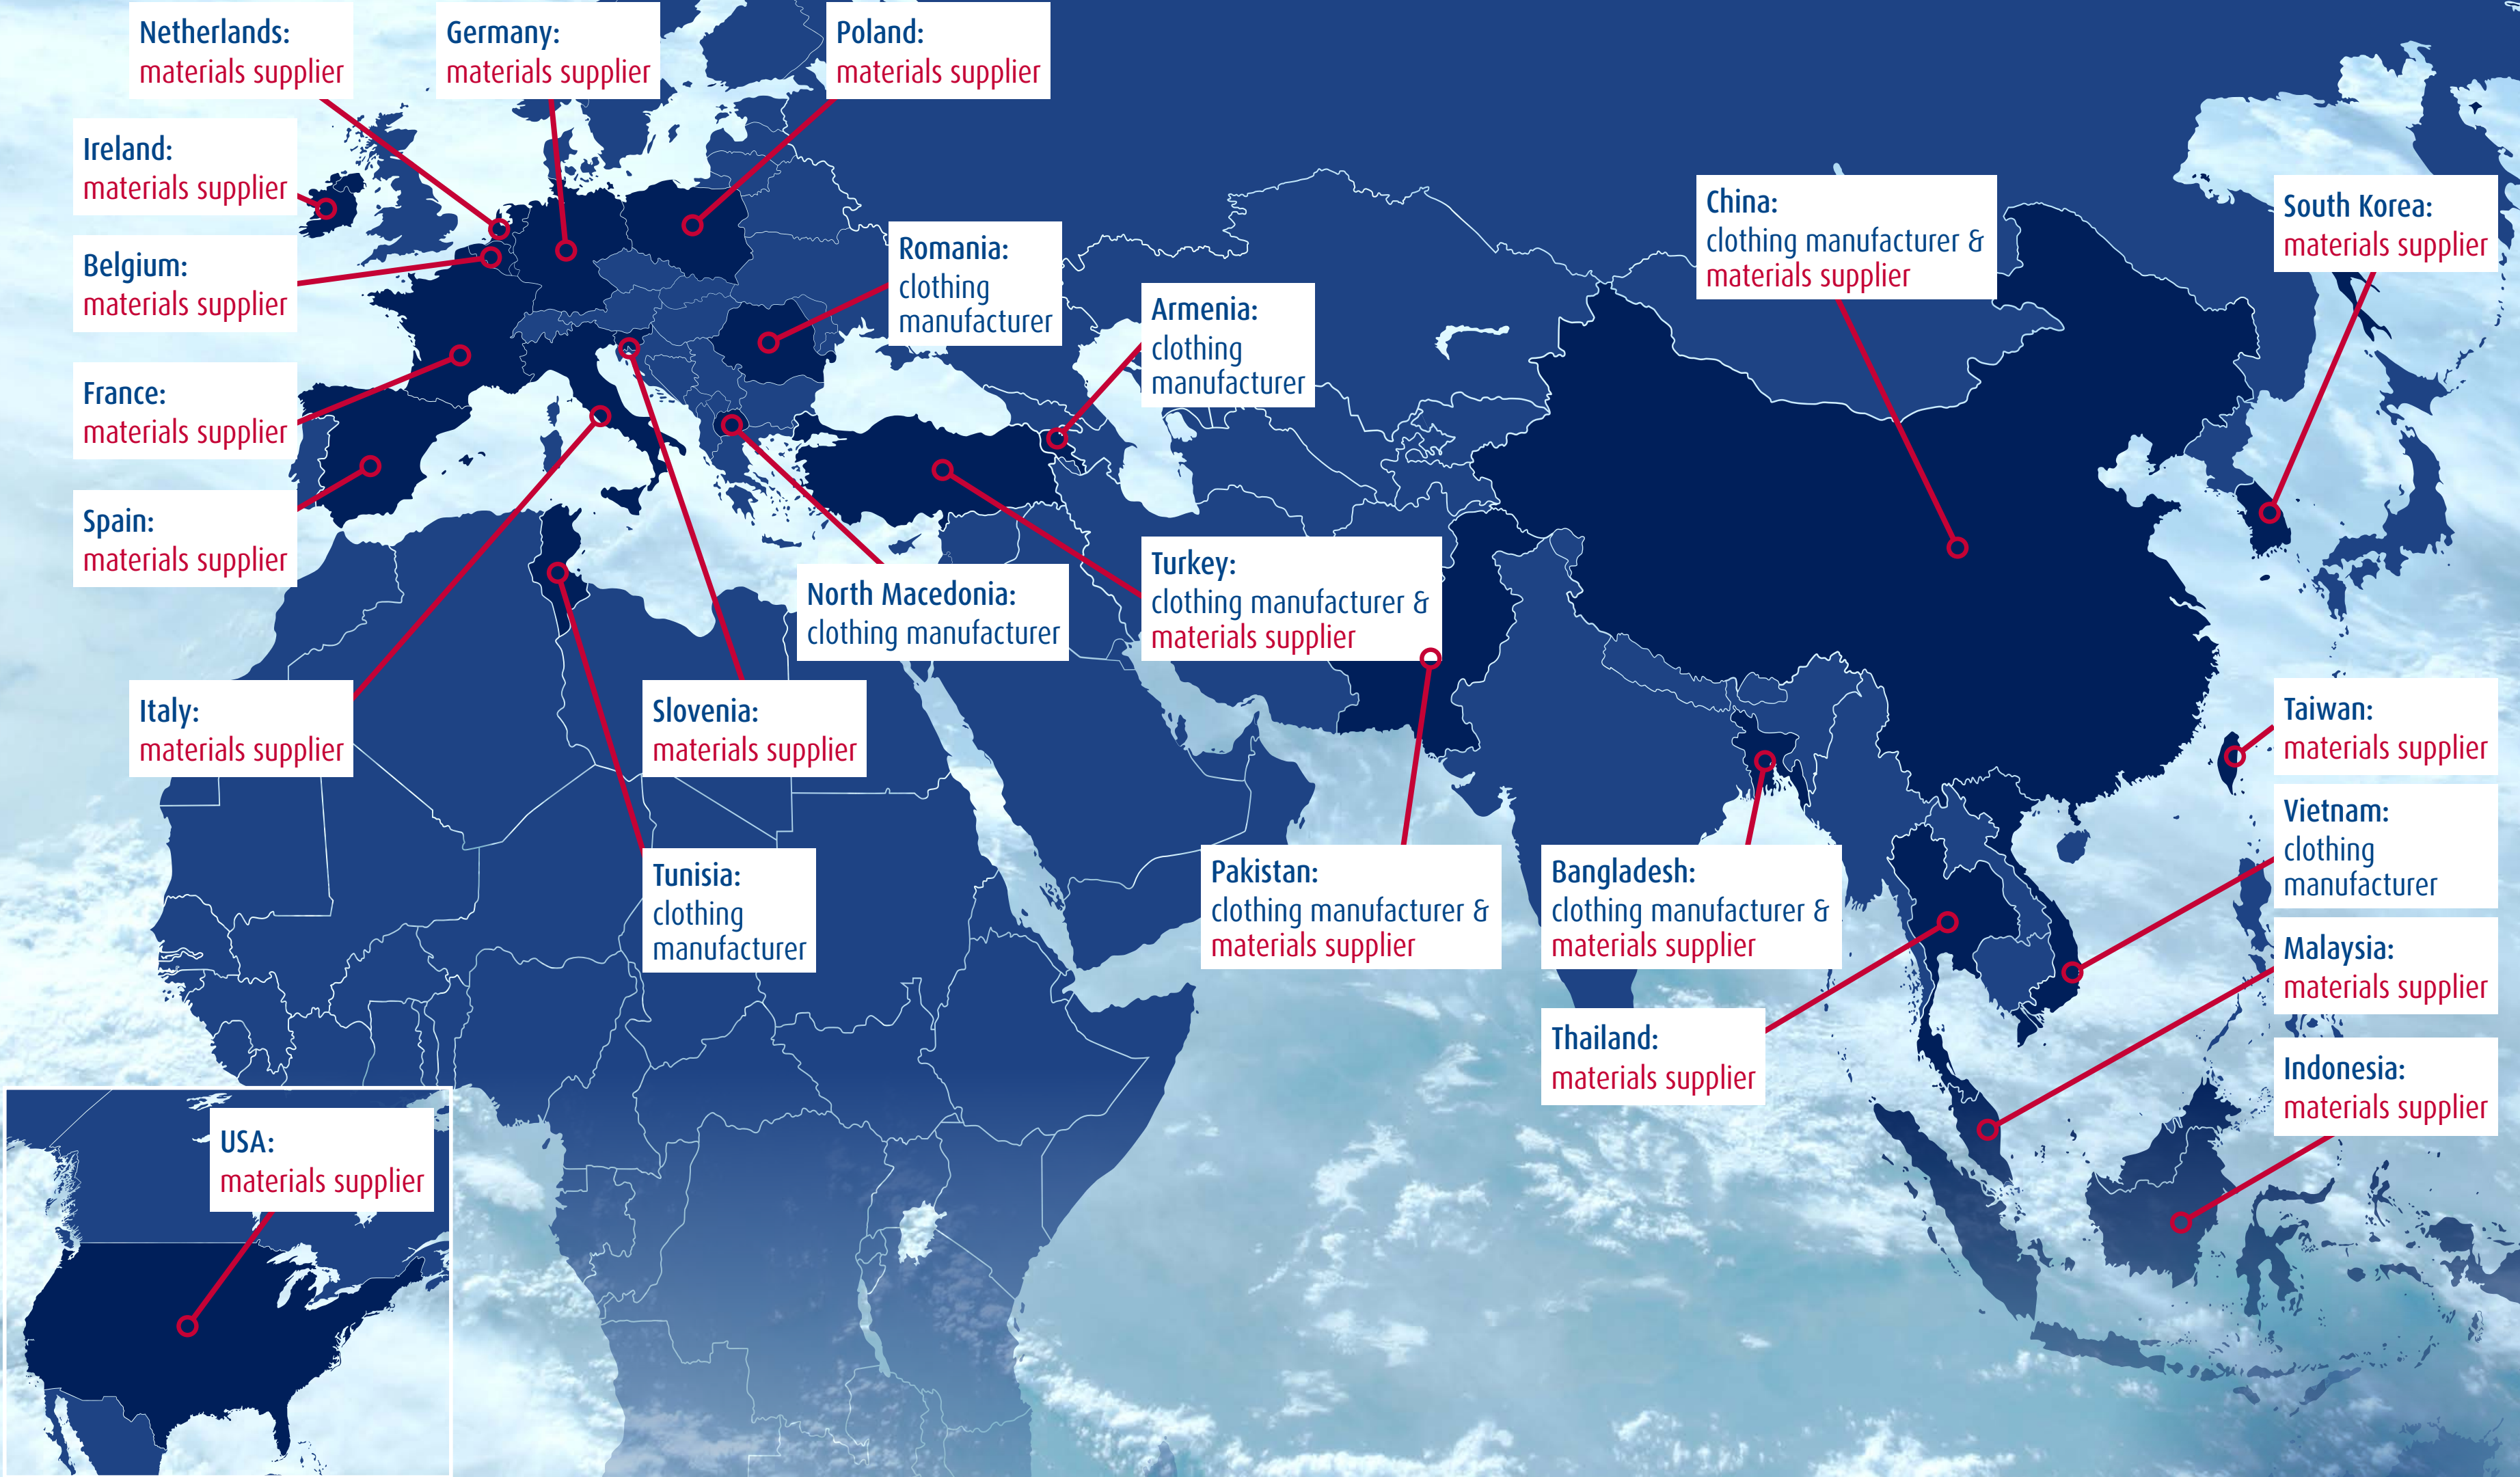 Netherlands:
materials supplier
Germany:
materials supplier
Poland:
materials supplier
Ireland:
materials supplier
Belgium:
materials supplier
France:
materials supplier
Spain:
materials supplier
Romania:
clothing
manufacturer
Armenia:
clothing
manufacturer
China:
clothing manufacturer &
materials supplier
South Korea:
materials supplier
North Macedonia:
clothing manufacturer
Turkey:
clothing manufacturer &
materials supplier
Italy:
materials supplier
Slovenia:
materials supplier
Tunisia:
clothing
manufacturer
Pakistan:
clothing manufacturer &
materials supplier
Bangladesh:
clothing manufacturer &
materials supplier
Thailand:
materials supplier
Taiwan:
materials supplier
Vietnam:
clothing
manufacturer
Malaysia:
materials supplier
Indonesia:
materials supplier
USA:
materials supplier